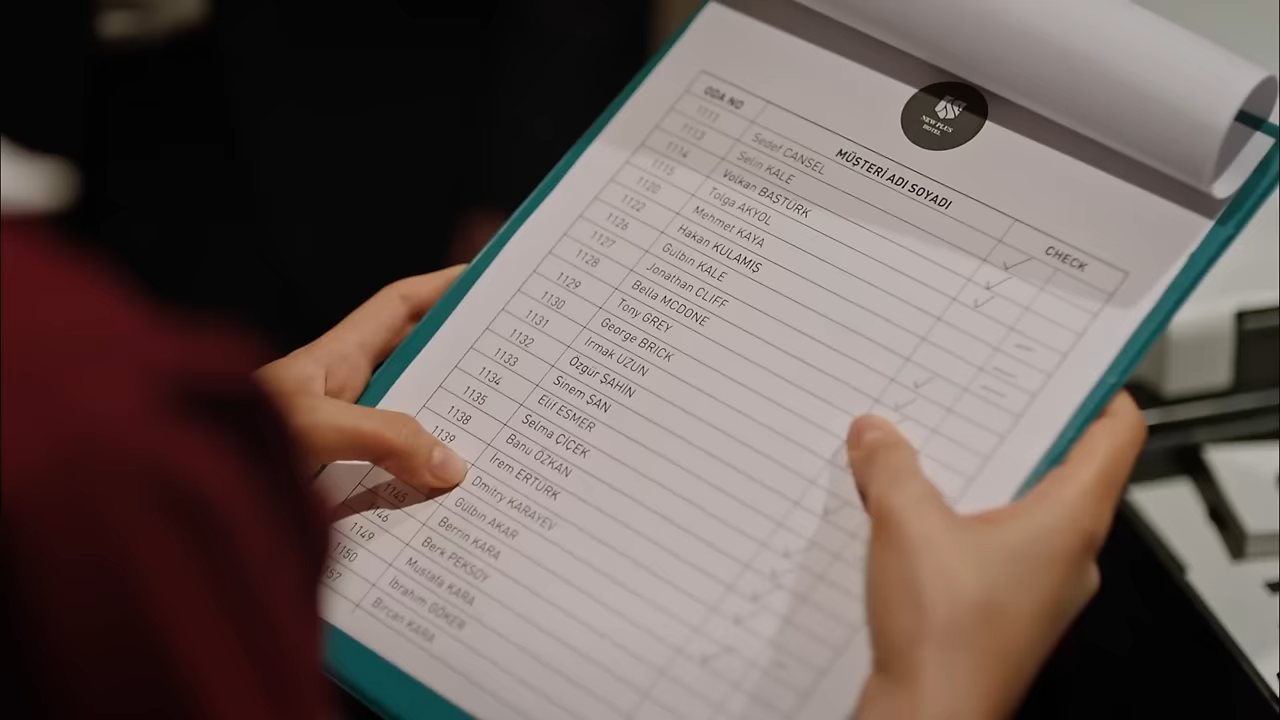 NEW PLUS
HOTEL
ODA NO MÜŞTERİ ADI SOYADI CHECK
1111 Sedef CANSEL
1113 Selin KALE
1114 Volkan BASTÜRK
1115 Tolga AKYOL
1120 Mehmet KAYA
1122 Hakan KULAMIŞ
1126 Gülbin KALE
1127 Jonathan CLIFF
1128 Bella MCDONE
1129 Tony GREY
1130 George BRICK
1131 Irmak UZUN
1132 Özgür ŞAHİN
1133 Sinem ŞAN
1134 Elif ESMER
1135 Selma ÇİÇEK
1138 Banu ÖZKAN
1139 İrem ERTÜRK
Dmitry KARAYEV
Gülbin AKAR
1145 Berrin KARA
46 Berk PEKSOY
1149 Mustafa KARA
1150 İbrahim GÖKER
57 Bircan KARA